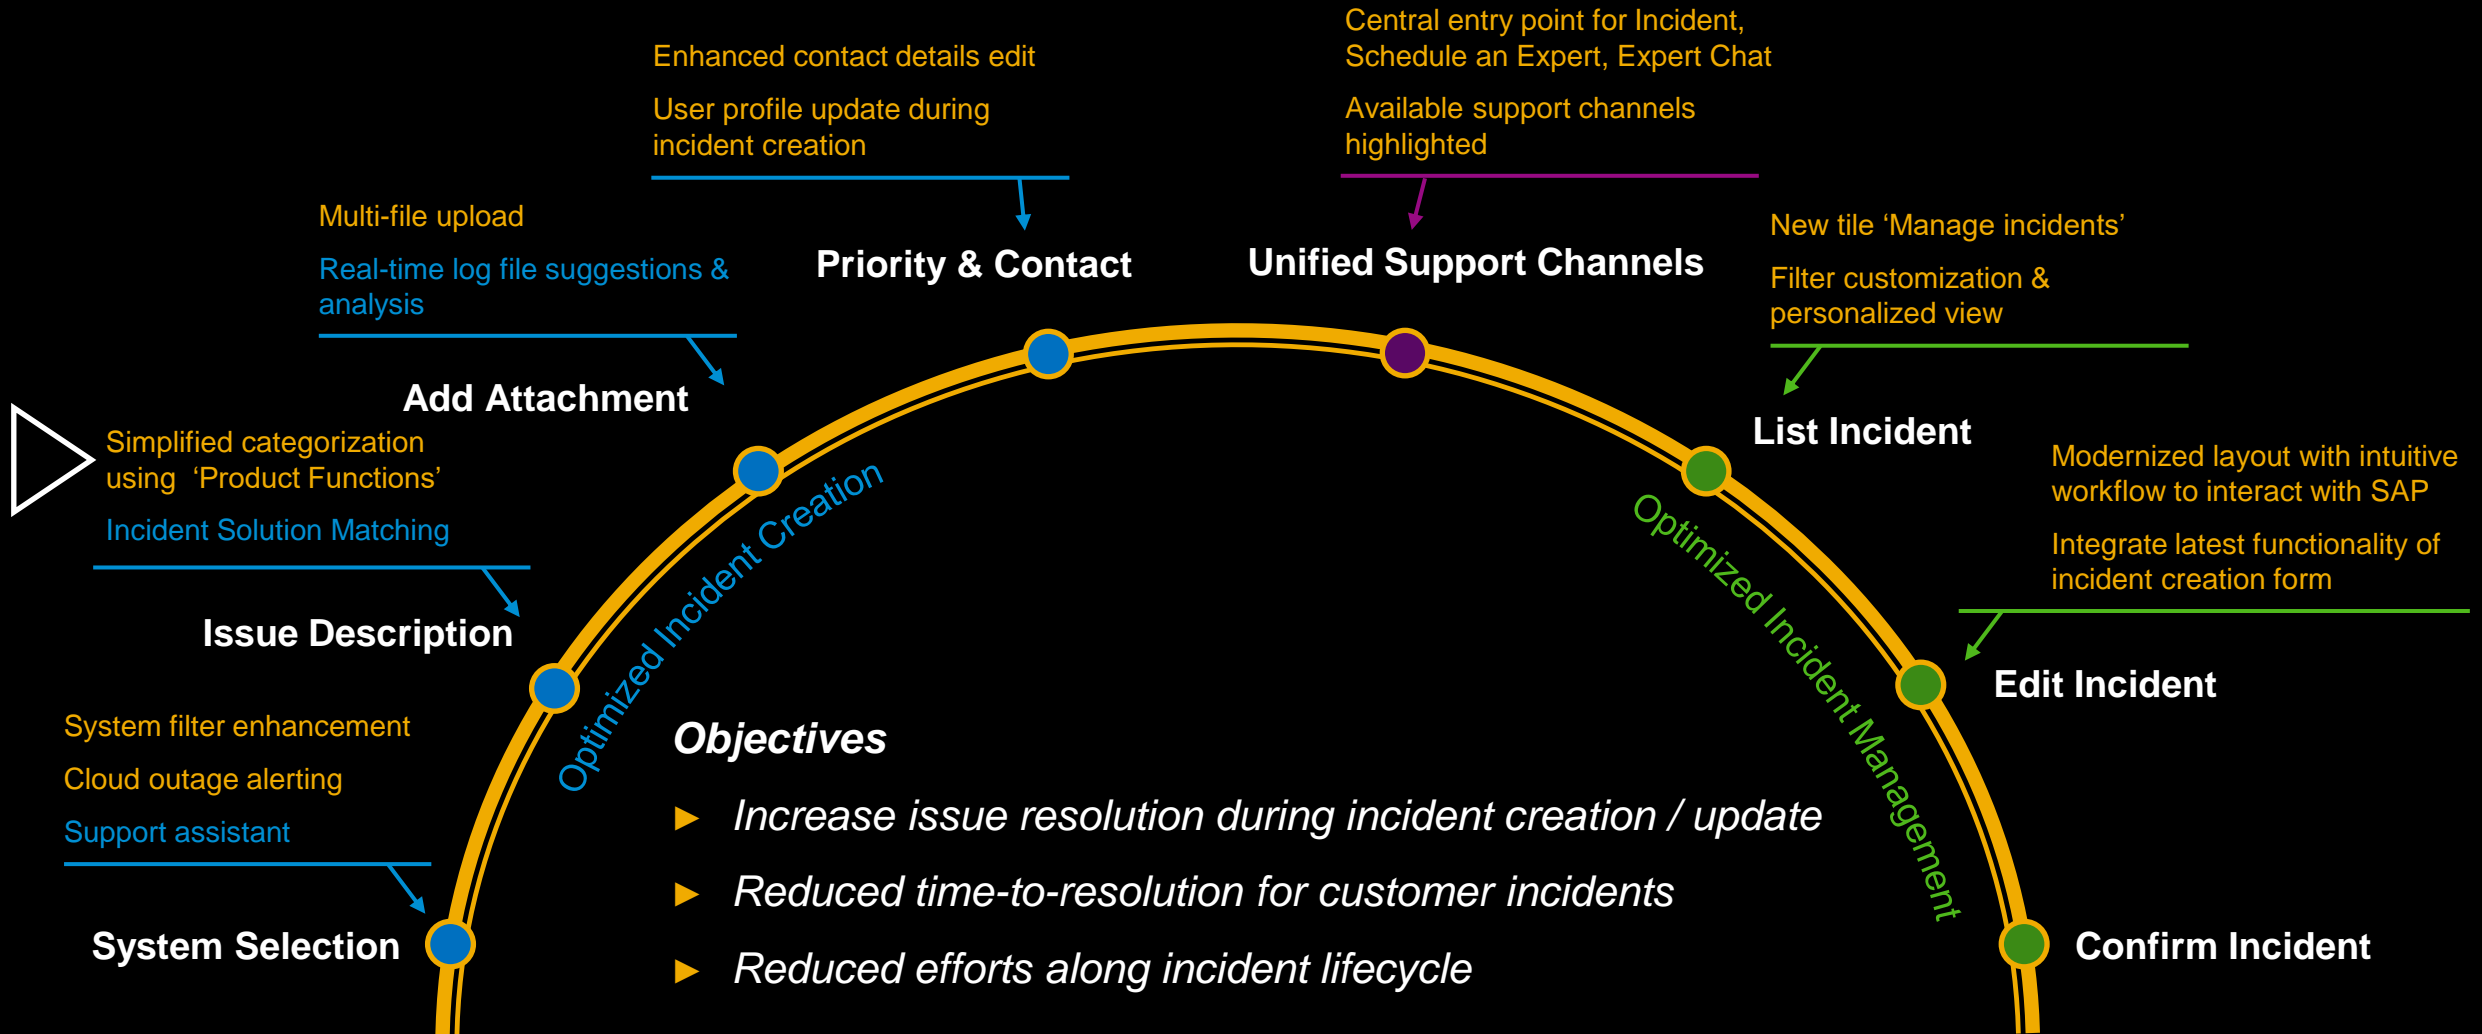 Central entry point for Incident,
Schedule an Expert, Expert Chat
Available support channels
highlighted
Enhanced contact details edit
User profile update during
incident creation
Multi-file upload
Real-time log file suggestions &
analysis
Priority & Contact
Unified Support Channels
New tile ‘Manage incidents’
Filter customization &
personalized view
Add Attachment
List Incident
Simplified categorization
using ‘Product Functions’
Incident Solution Matching
Modernized layout with intuitive
workflow to interact with SAP
Integrate latest functionality of
incident creation form
Issue Description
Optimized Incident Creation
Optimized Incident Management
Edit Incident
System filter enhancement
Cloud outage alerting
Support assistant
System Selection
Objectives
► Increase issue resolution during incident creation / update
► Reduced time-to-resolution for customer incidents
► Reduced efforts along incident lifecycle
Confirm Incident